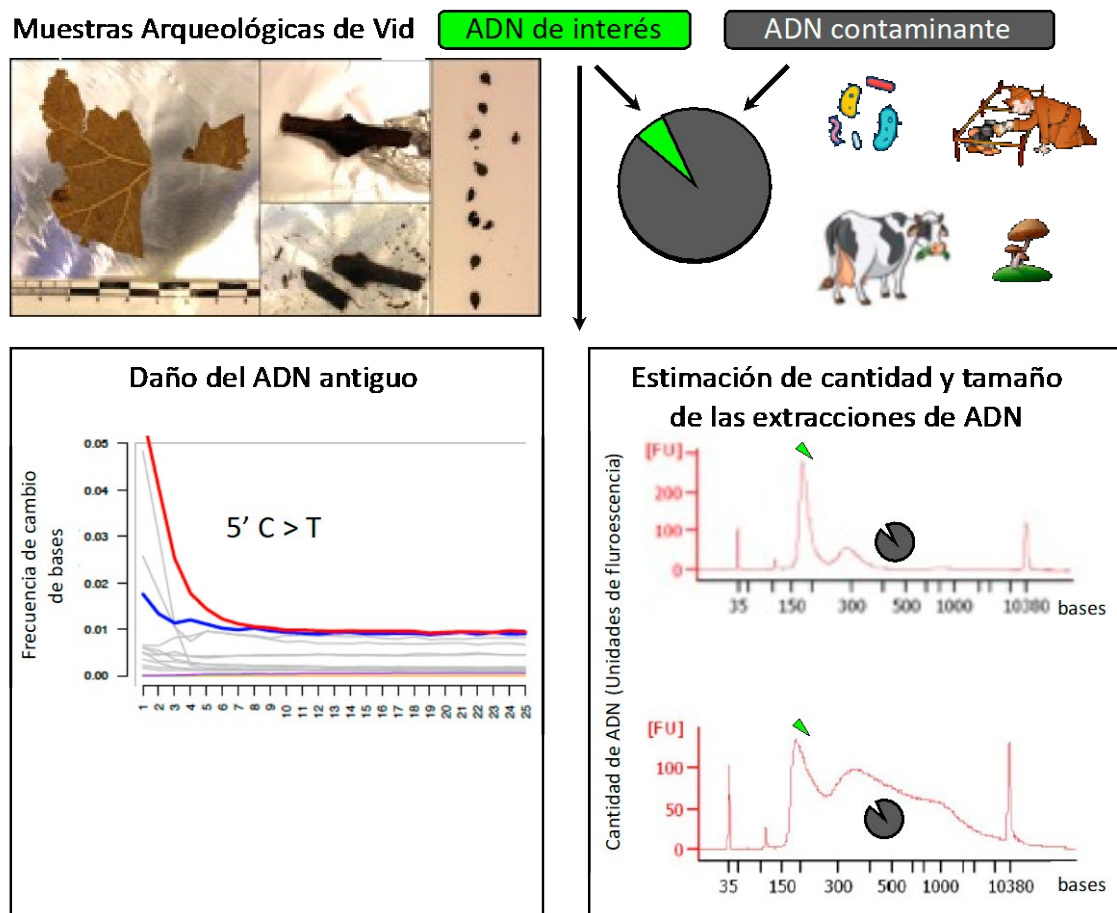 Muestras Arqueológicas de Vid
ADN de interés
ADN contaminante
Daño del ADN antiguo
Frecuencia de cambio
de bases
0.05
0.04
0.03
0.02
0.01
0.00
5’ C > T
1 2 3 4 5 6 7 8 9 10 11 12 13 14 15 16 17 18 19 20 21 22 23 24 25
Estimación de cantidad y tamaño
de las extracciones de ADN
Cantidad de ADN (Unidades de fluroescencia)
[FU]
200
100
0
35 150 300 500 1000 10380 bases
[FU]
100
50
0
35 150 300 500 1000 10380 bases